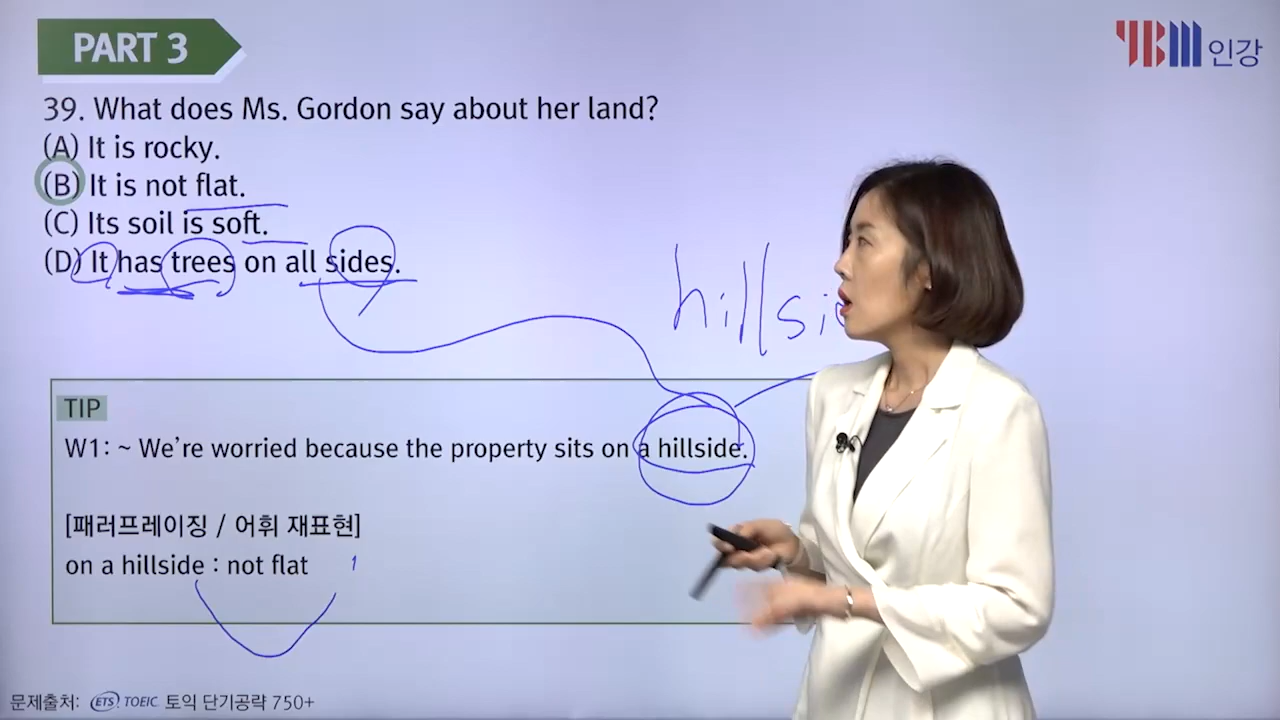 PART 3
YBM 인강
39. What does Ms. Gordon say about her land?
(A) It is rocky.
(B) It is not flat.
(C) Its soil is soft.
(D) It has trees on all sides.
hillsi
TIP
W1: ~ We're worried because the property sits on a hillside.
[패러프레이징 / 어휘 재표현]
on a hillside : not flat
문제출처: ETS TOEIC 토익 단기공략 750+